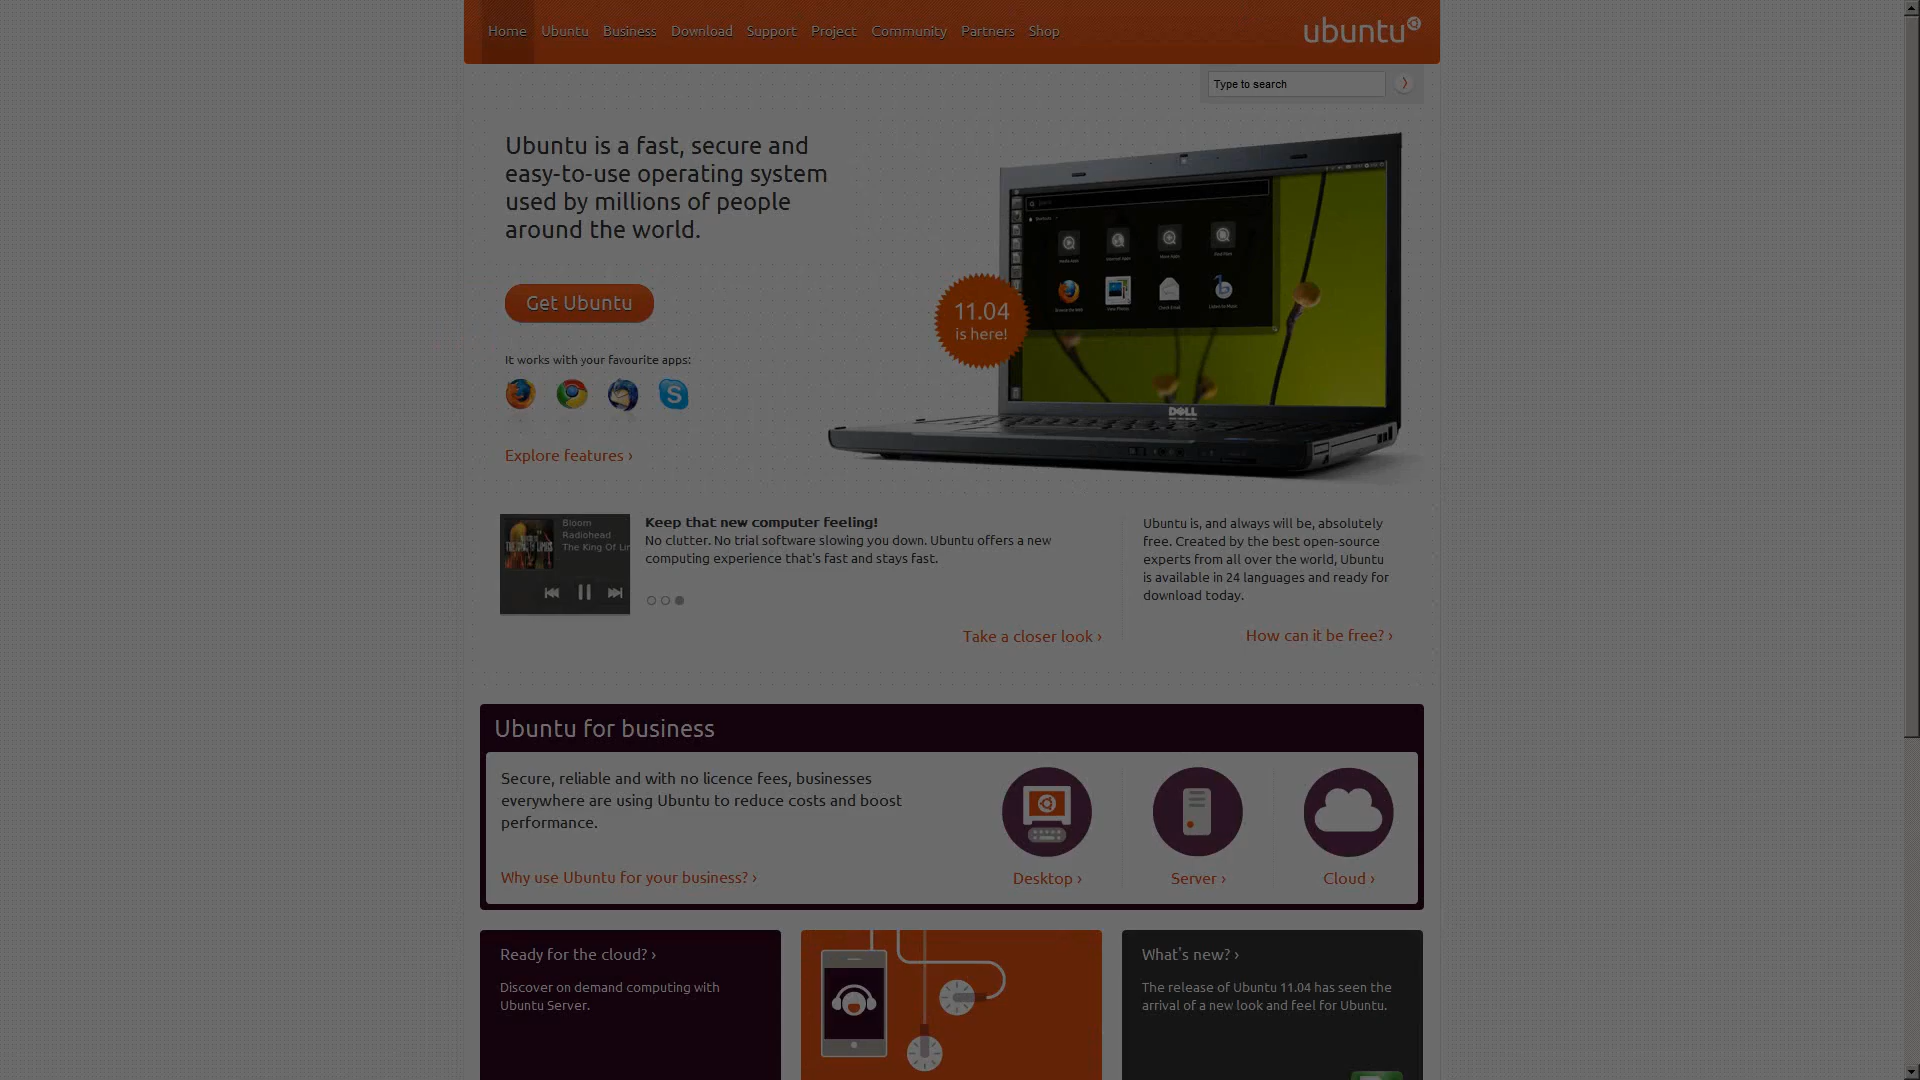 Home Ubuntu Business Download Support Project Community Partners Shop
ubuntu
Type to search
Ubuntu is a fast, secure and
easy-to-use operating system
used by millions of people
around the world.
Get Ubuntu
11.04
is here!
It works with your favourite apps:
Explore features ›
DELL
Bloom
Radiohead
The King Of Lim
Keep that new computer feeling!
No clutter. No trial software slowing you down. Ubuntu offers a new
computing experience that's fast and stays fast.
Take a closer look ›
Ubuntu is, and always will be, absolutely
free. Created by the best open-source
experts from all over the world, Ubuntu
is available in 24 languages and ready for
download today.
How can it be free? ›
Ubuntu for business
Secure, reliable and with no licence fees, businesses
everywhere are using Ubuntu to reduce costs and boost
performance.
Why use Ubuntu for your business? ›
Desktop ›
Server ›
Cloud ›
Ready for the cloud? ›
Discover on demand computing with
Ubuntu Server.
What's new? ›
The release of Ubuntu 11.04 has seen the
arrival of a new look and feel for Ubuntu.